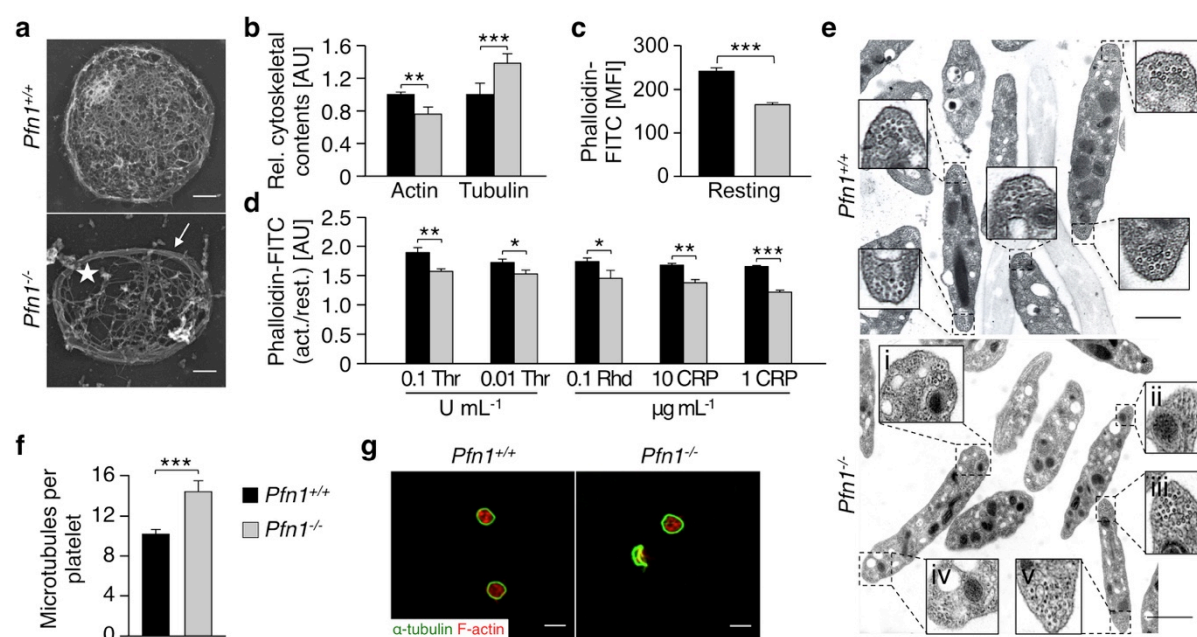 a
Pfn1+/+
Pfn1-/-
b
Rel. cytoskeletal
contents [AU]
1.6
1.2
0.8
0.4
0
**
***
Actin
Tubulin
c
Phalloidin-
FITC [MFI]
300
200
100
0
***
Resting
d
Phalloidin-FITC
(act./rest.) [AU]
2.5
2.0
1.5
1.0
0.5
0
**
*
*
**
***
0.1 Thr
0.01 Thr
0.1 Rhd
10 CRP
1 CRP
U mL-1
µg mL-1
e
Pfn1+/+
Pfn1-/-
i
ii
iii
iv
v
f
Microtubules per
platelet
16
12
8
4
0
***
Pfn1+/+
Pfn1-/-
g
Pfn1+/+
Pfn1-/-
α-tubulin F-actin